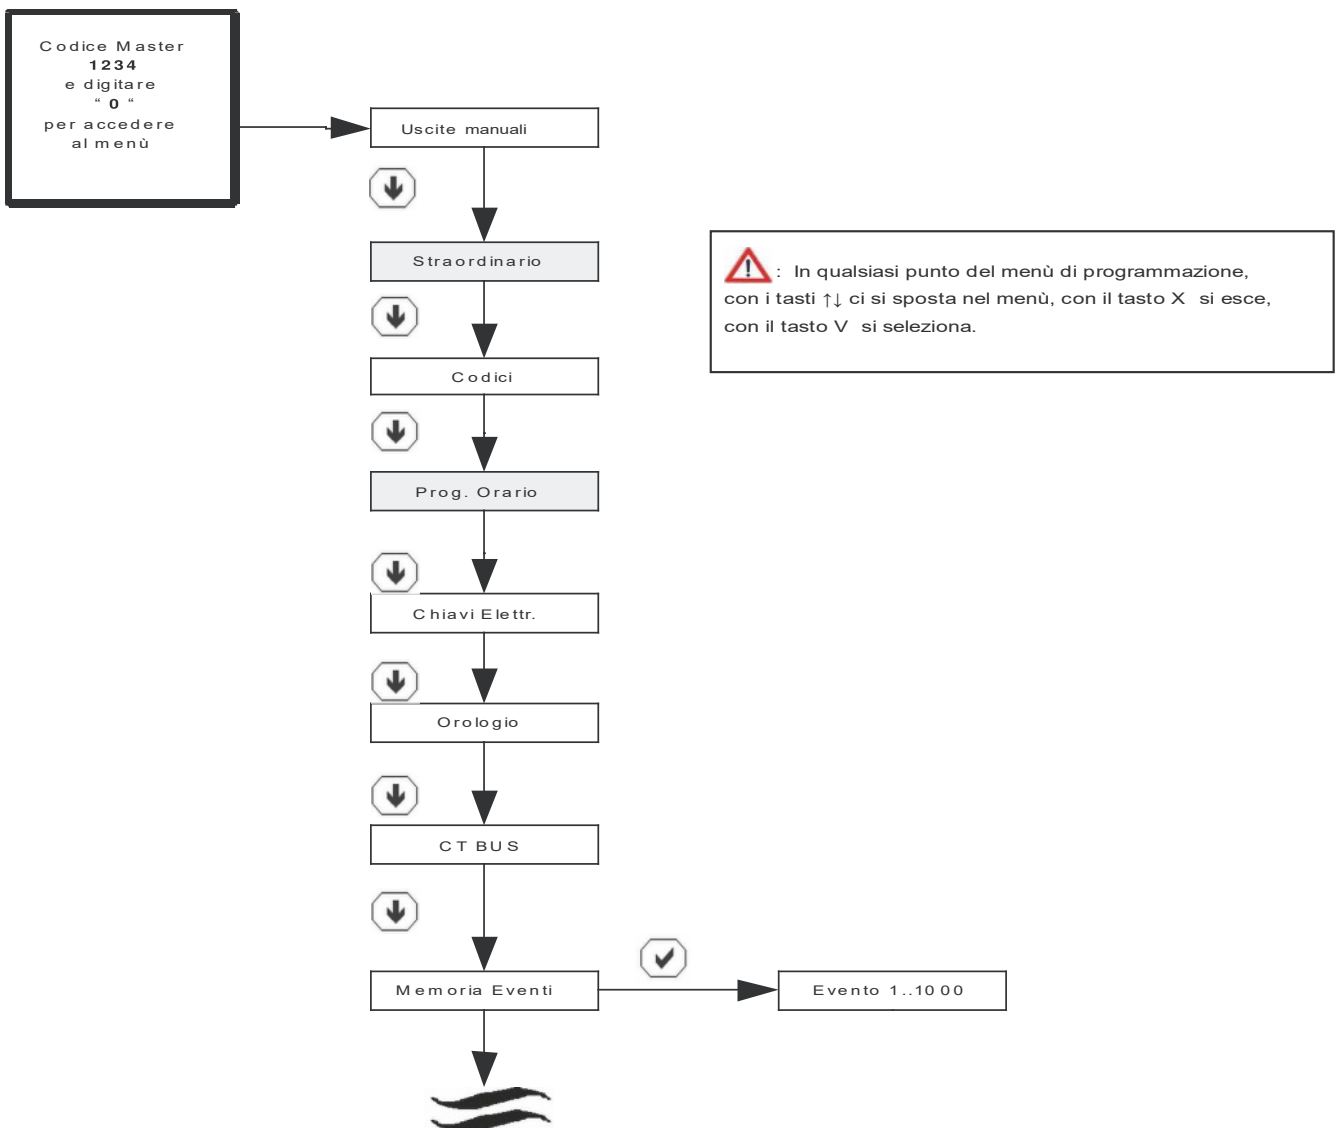 Codice Master
1234
e digitare
“ 0 “
per accedere
al menù
Uscite manuali
Straordinario
: In qualsiasi punto del menù di programmazione,
con i tasti ↑↓ ci si sposta nel menù, con il tasto X si esce,
con il tasto V si seleziona.
Codici
Prog. Orario
Chiavi Elettr.
Orologio
CT BUS
Memoria Eventi
Evento 1..1000